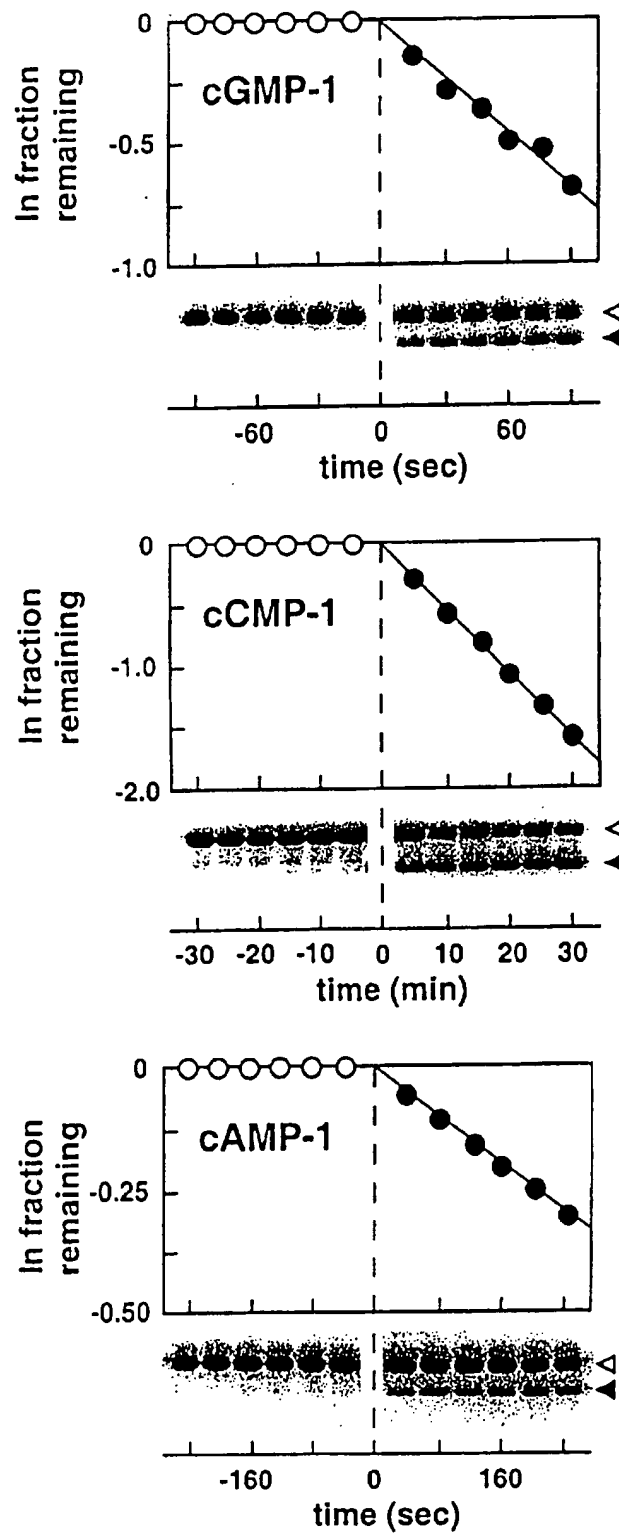 0
cGMP-1
-0.5
-1.0
ln fraction
remaining
-60
0
60
time (sec)
0
cCMP-1
-1.0
-2.0
ln fraction
remaining
-30
-20
-10
0
10
20
30
time (min)
0
cAMP-1
-0.25
-0.50
ln fraction
remaining
-160
0
160
time (sec)